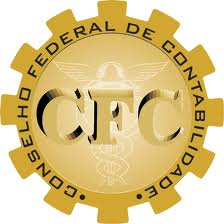 • CONSELHO FEDERAL DE CONTABILIDADE •
CFC